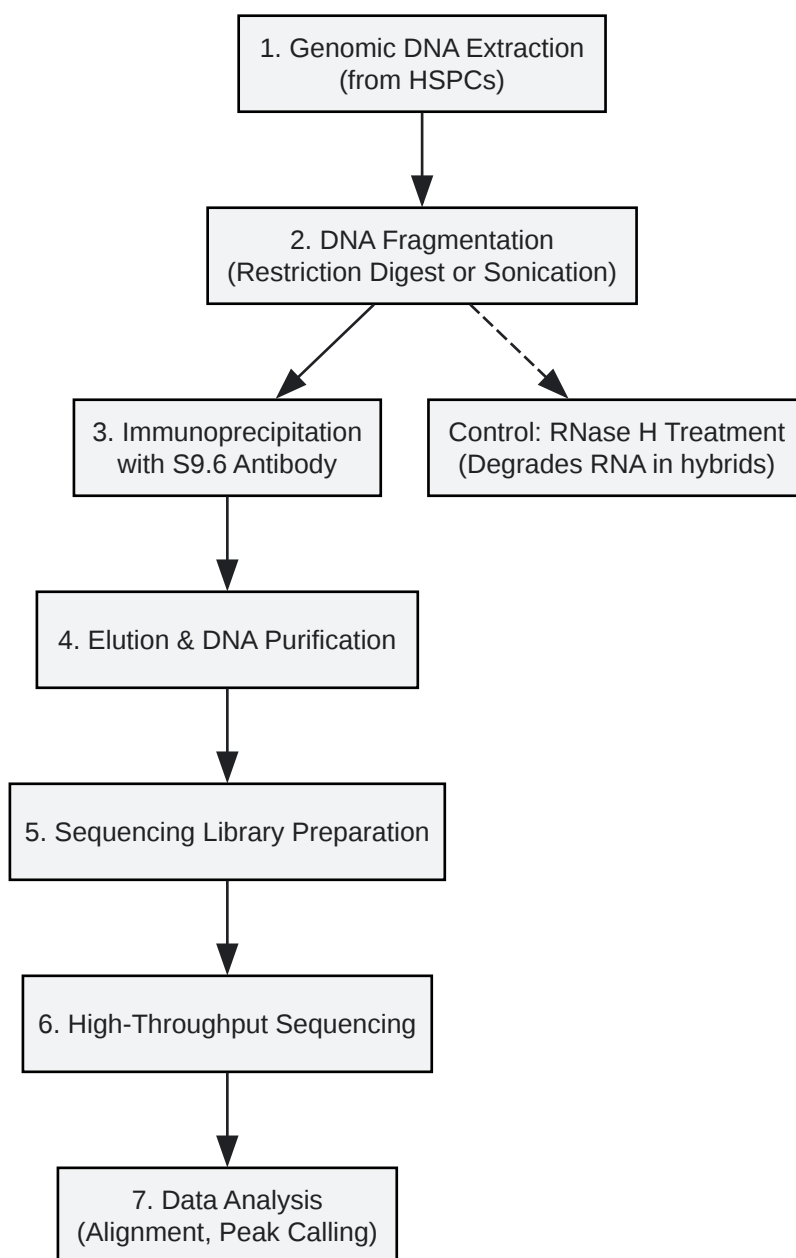 1. Genomic DNA Extraction
(from HSPCs)
2. DNA Fragmentation
(Restriction Digest or Sonication)
3. Immunoprecipitation
with S9.6 Antibody
Control: RNase H Treatment
(Degrades RNA in hybrids)
4. Elution & DNA Purification
5. Sequencing Library Preparation
6. High-Throughput Sequencing
7. Data Analysis
(Alignment, Peak Calling)